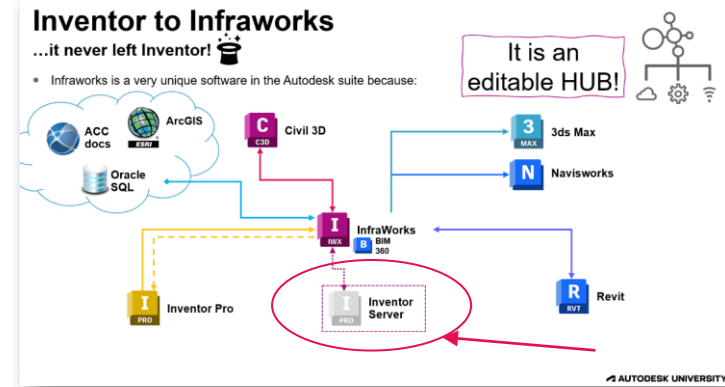 Inventor to Infraworks
...it never left Inventor!
• Infraworks is a very unique software in the Autodesk suite because:
It is an
editable HUB!
ACC
docs
ESRI
ArcGIS
Oracle
SQL
C
C3D
Civil 3D
3
MAX
3ds Max
N
Navisworks
I
IWX
InfraWorks
B
BIM
360
I
PRO
Inventor Pro
I
PRO
Inventor
Server
R
RVT
Revit
AUTODESK UNIVERSITY